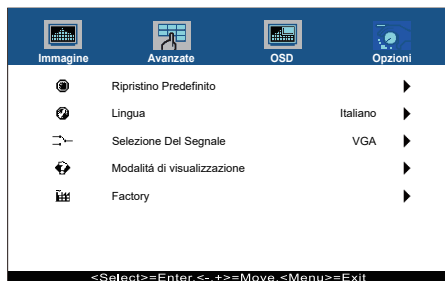 Immagine Avanzate OSD Opzioni
Ripristino Predefinito
Lingua Italiano
Selezione Del Segnale VGA
Modalitá di visualizzazione
Factory
<Select>=Enter,<-,+>=Move,<Menu>=Exit